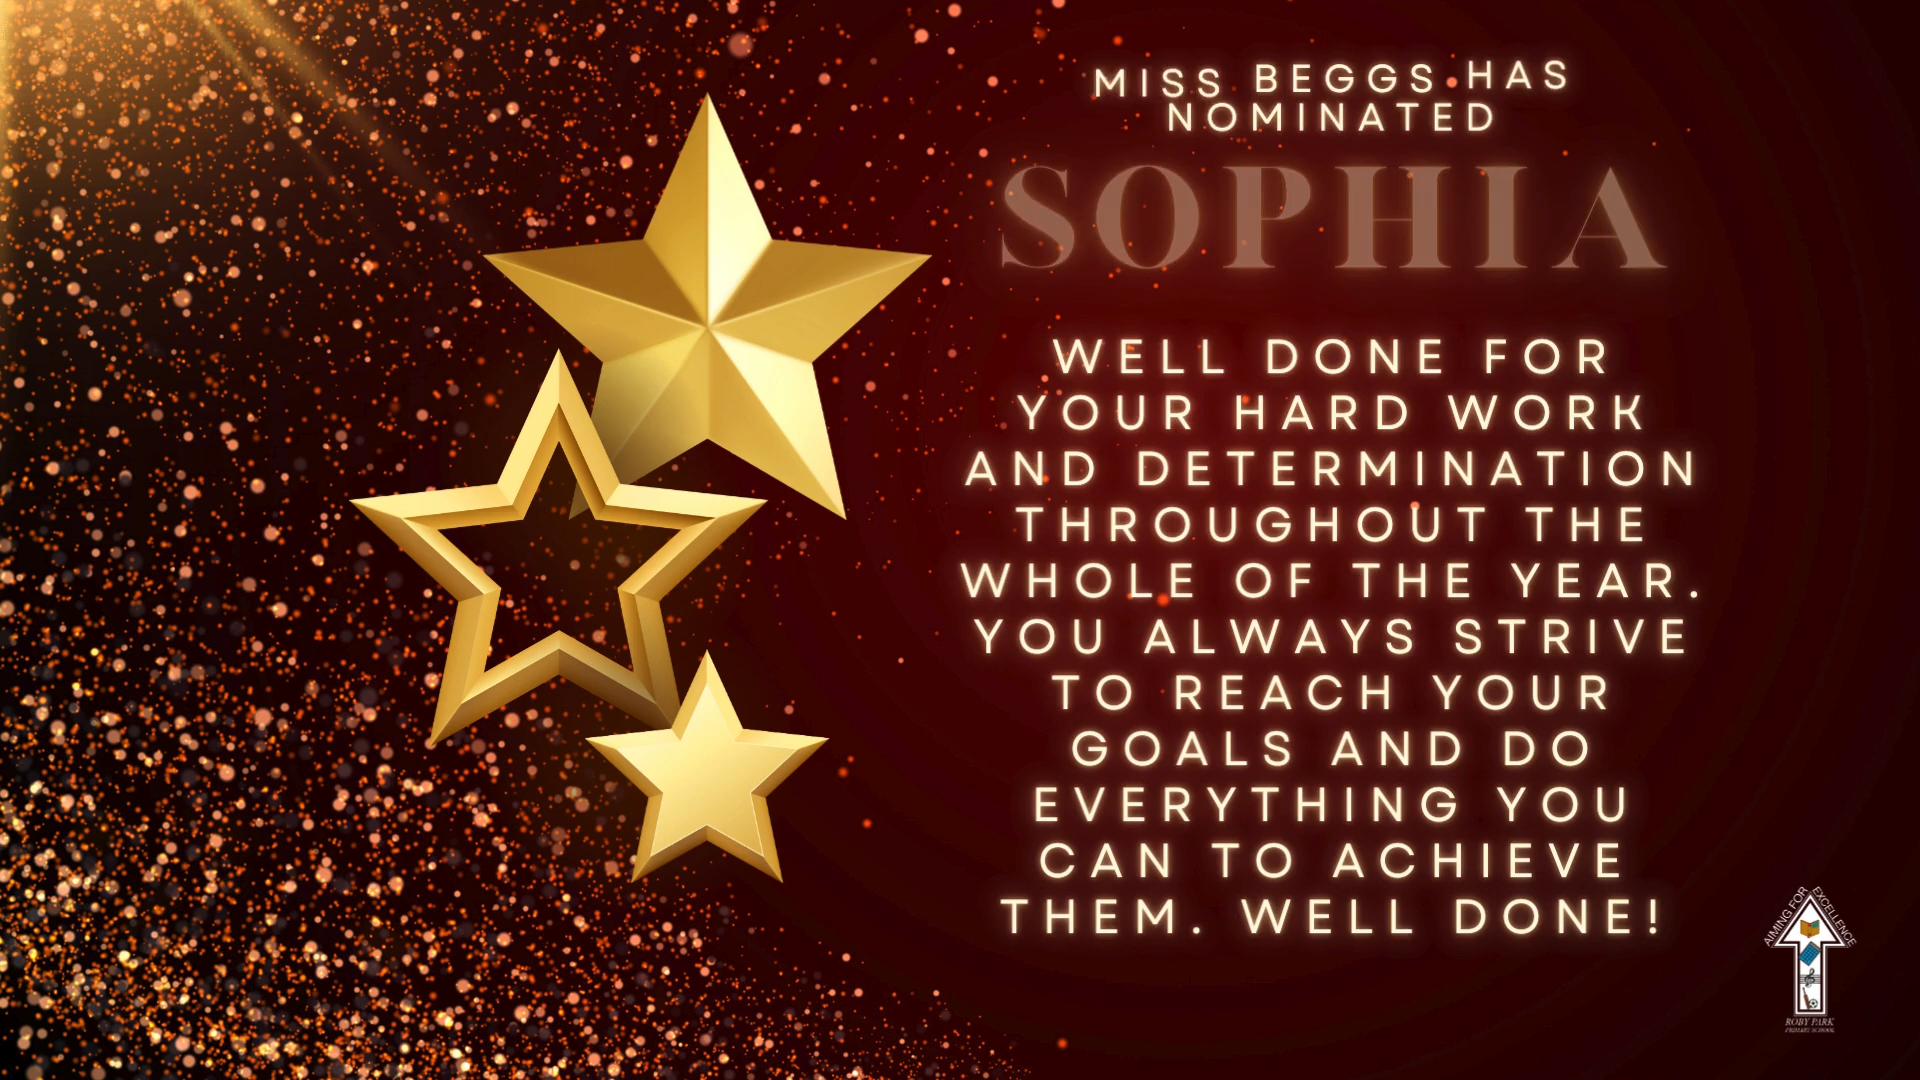 MISS BEGGS HAS
NOMINATED
SOPHIA
WELL DONE FOR
YOUR HARD WORK
AND DETERMINATION
THROUGHOUT THE
WHOLE OF THE YEAR.
YOU ALWAYS STRIVE
TO REACH YOUR
GOALS AND DO
EVERYTHING YOU
CAN TO ACHIEVE
THEM. WELL DONE!
AIMING FOR EXCELLENCE
ROBY PARK
PRIMARY SCHOOL